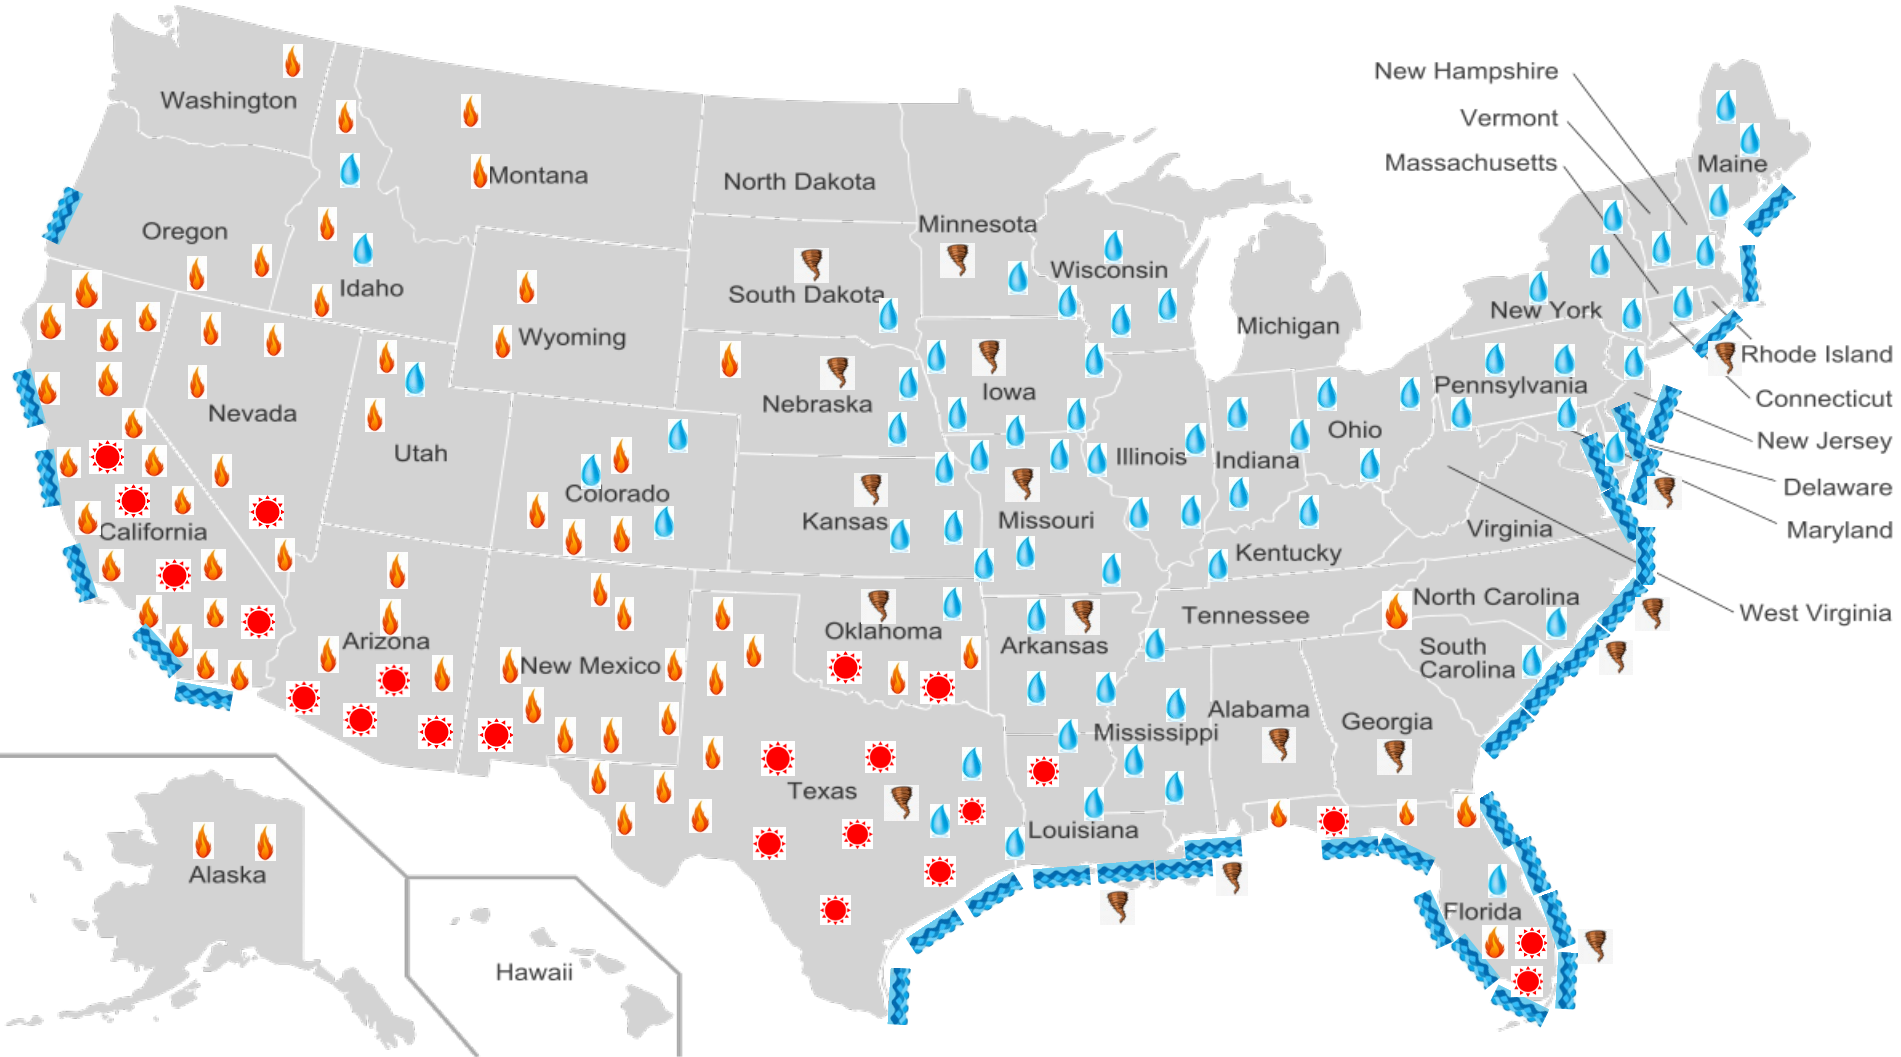 New Hampshire
Washington
Vermont
Massachusetts
Maine
Montana
North Dakota
Minnesota
Oregon
Wisconsin
Idaho
South Dakota
New York
Michigan
Wyoming
Rhode Island
Pennsylvania
Iowa
Connecticut
Nebraska
Nevada
Ohio
New Jersey
Utah
Illinois
Indiana
Delaware
Colorado
Kansas
Missouri
Virginia
Maryland
California
Kentucky
North Carolina
West Virginia
Tennessee
Oklahoma
Arizona
Arkansas
South
Carolina
New Mexico
Alabama
Georgia
Mississippi
Texas
Louisiana
Alaska
Florida
Hawaii